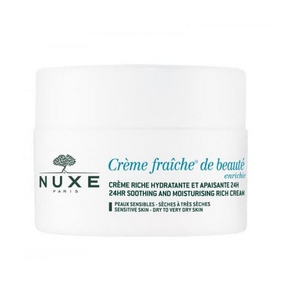 Crème fraîche® de beauté
enrichie
NUXE
PARIS
CRÈME RICHE HYDRATANTE ET APAISANTE 24H
24HR SOOTHING AND MOISTURISING RICH CREAM
PEAUX SENSIBLES - SÈCHES À TRÈS SÈCHES
SENSITIVE SKIN - DRY TO VERY DRY SKIN